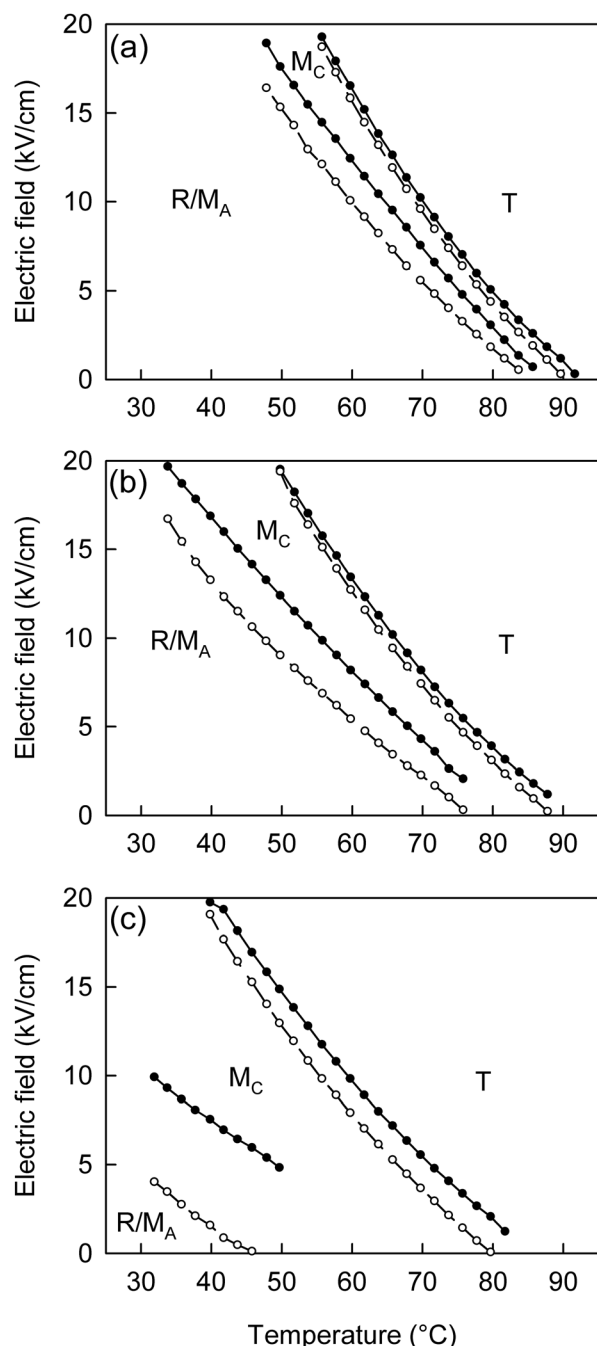 (a)
M_C
R/M_A
T
Electric field (kV/cm)
20
15
10
5
0
30 40 50 60 70 80 90
(b)
M_C
R/M_A
T
Electric field (kV/cm)
20
15
10
5
0
30 40 50 60 70 80 90
(c)
M_C
T
R/M_A
Electric field (kV/cm)
20
15
10
5
0
30 40 50 60 70 80 90
Temperature (°C)